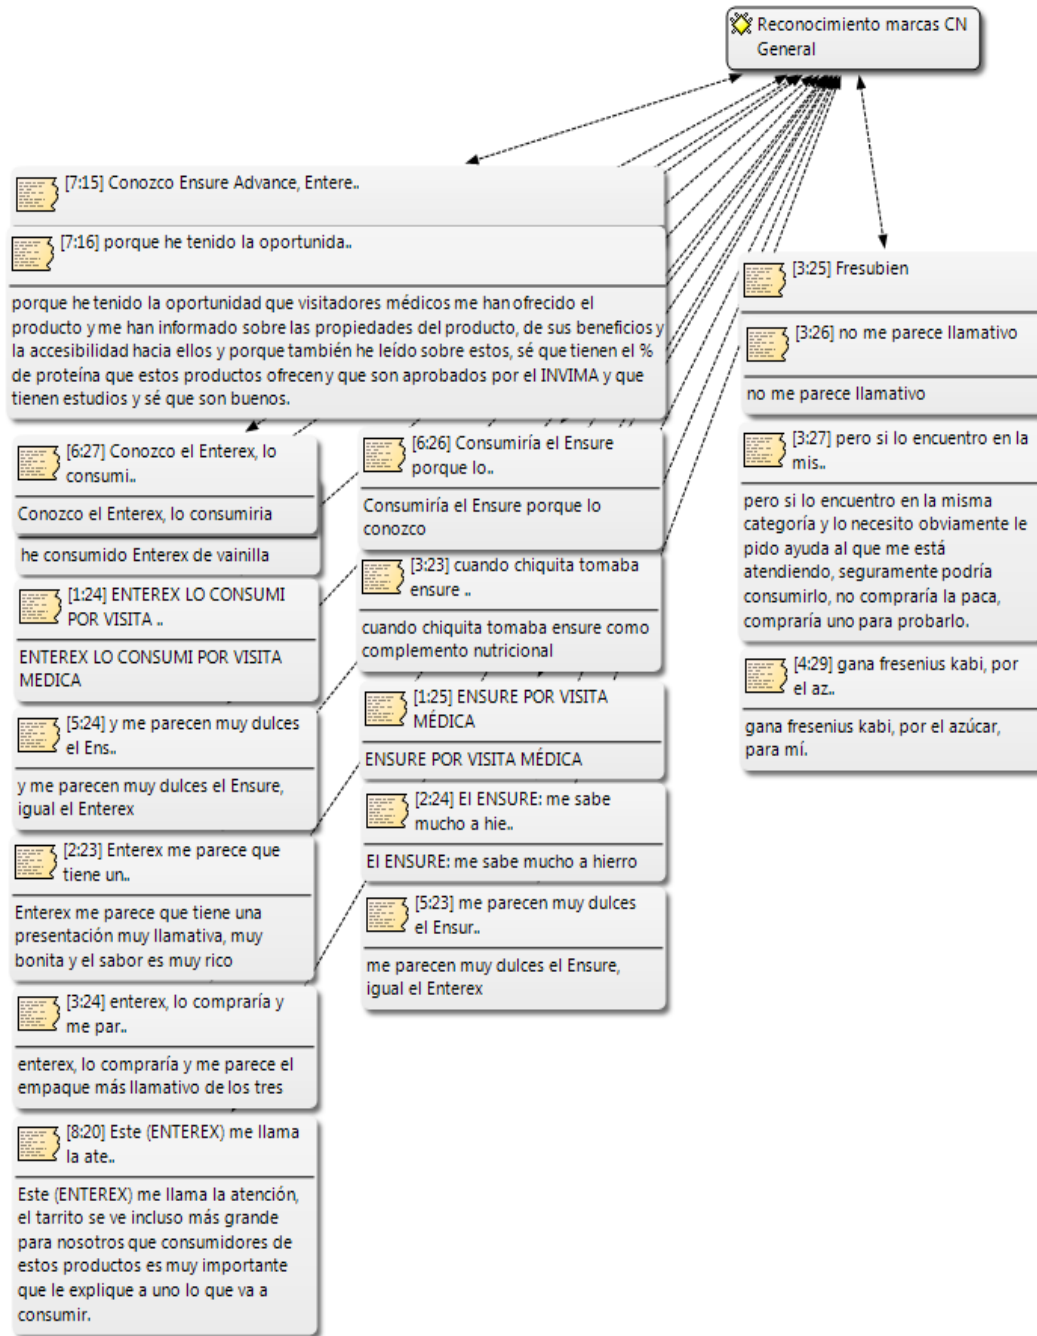 Reconocimiento marcas CN
General
[7:15] Conozco Ensure Advance, Entere..
[7:16] porque he tenido la oportunida..
porque he tenido la oportunidad que visitadores médicos me han ofrecido el
producto y me han informado sobre las propiedades del producto, de sus beneficios y
la accesibilidad hacia ellos y porque también he leído sobre estos, sé que tienen el %
de proteína que estos productos ofrecen y que son aprobados por el INVIMA y que
tienen estudios y sé que son buenos.
[6:27] Conozco el Enterex, lo
consumi..
Conozco el Enterex, lo consumiria
he consumido Enterex de vainilla
[1:24] ENTEREX LO CONSUMI
POR VISITA ..
ENTEREX LO CONSUMI POR VISITA
MEDICA
[5:24] y me parecen muy dulces
el Ens..
y me parecen muy dulces el Ensure,
igual el Enterex
[2:23] Enterex me parece que
tiene un..
Enterex me parece que tiene una
presentación muy llamativa, muy
bonita y el sabor es muy rico
[3:24] enterex, lo compraría y
me par..
enterex, lo compraría y me parece el
empaque más llamativo de los tres
[8:20] Este (ENTEREX) me llama
la ate..
Este (ENTEREX) me llama la atención,
el tarrito se ve incluso más grande
para nosotros que consumidores de
estos productos es muy importante
que le explique a uno lo que va a
consumir.
[6:26] Consumiría el Ensure
porque lo..
Consumiría el Ensure porque lo
conozco
[3:23] cuando chiquita tomaba
ensure ..
cuando chiquita tomaba ensure como
complemento nutricional
[1:25] ENSURE POR VISITA
MÉDICA
ENSURE POR VISITA MÉDICA
[2:24] El ENSURE: me sabe
mucho a hie..
El ENSURE: me sabe mucho a hierro
[5:23] me parecen muy dulces
el Ensur..
me parecen muy dulces el Ensure,
igual el Enterex
[3:25] Fresubien
[3:26] no me parece llamativo
no me parece llamativo
[3:27] pero si lo encuentro en la
mis..
pero si lo encuentro en la misma
categoría y lo necesito obviamente le
pido ayuda al que me está
atendiendo, seguramente podría
consumirlo, no compraría la paca,
compraría uno para probarlo.
[4:29] gana fresenius kabi, por
el az..
gana fresenius kabi, por el azúcar,
para mí.